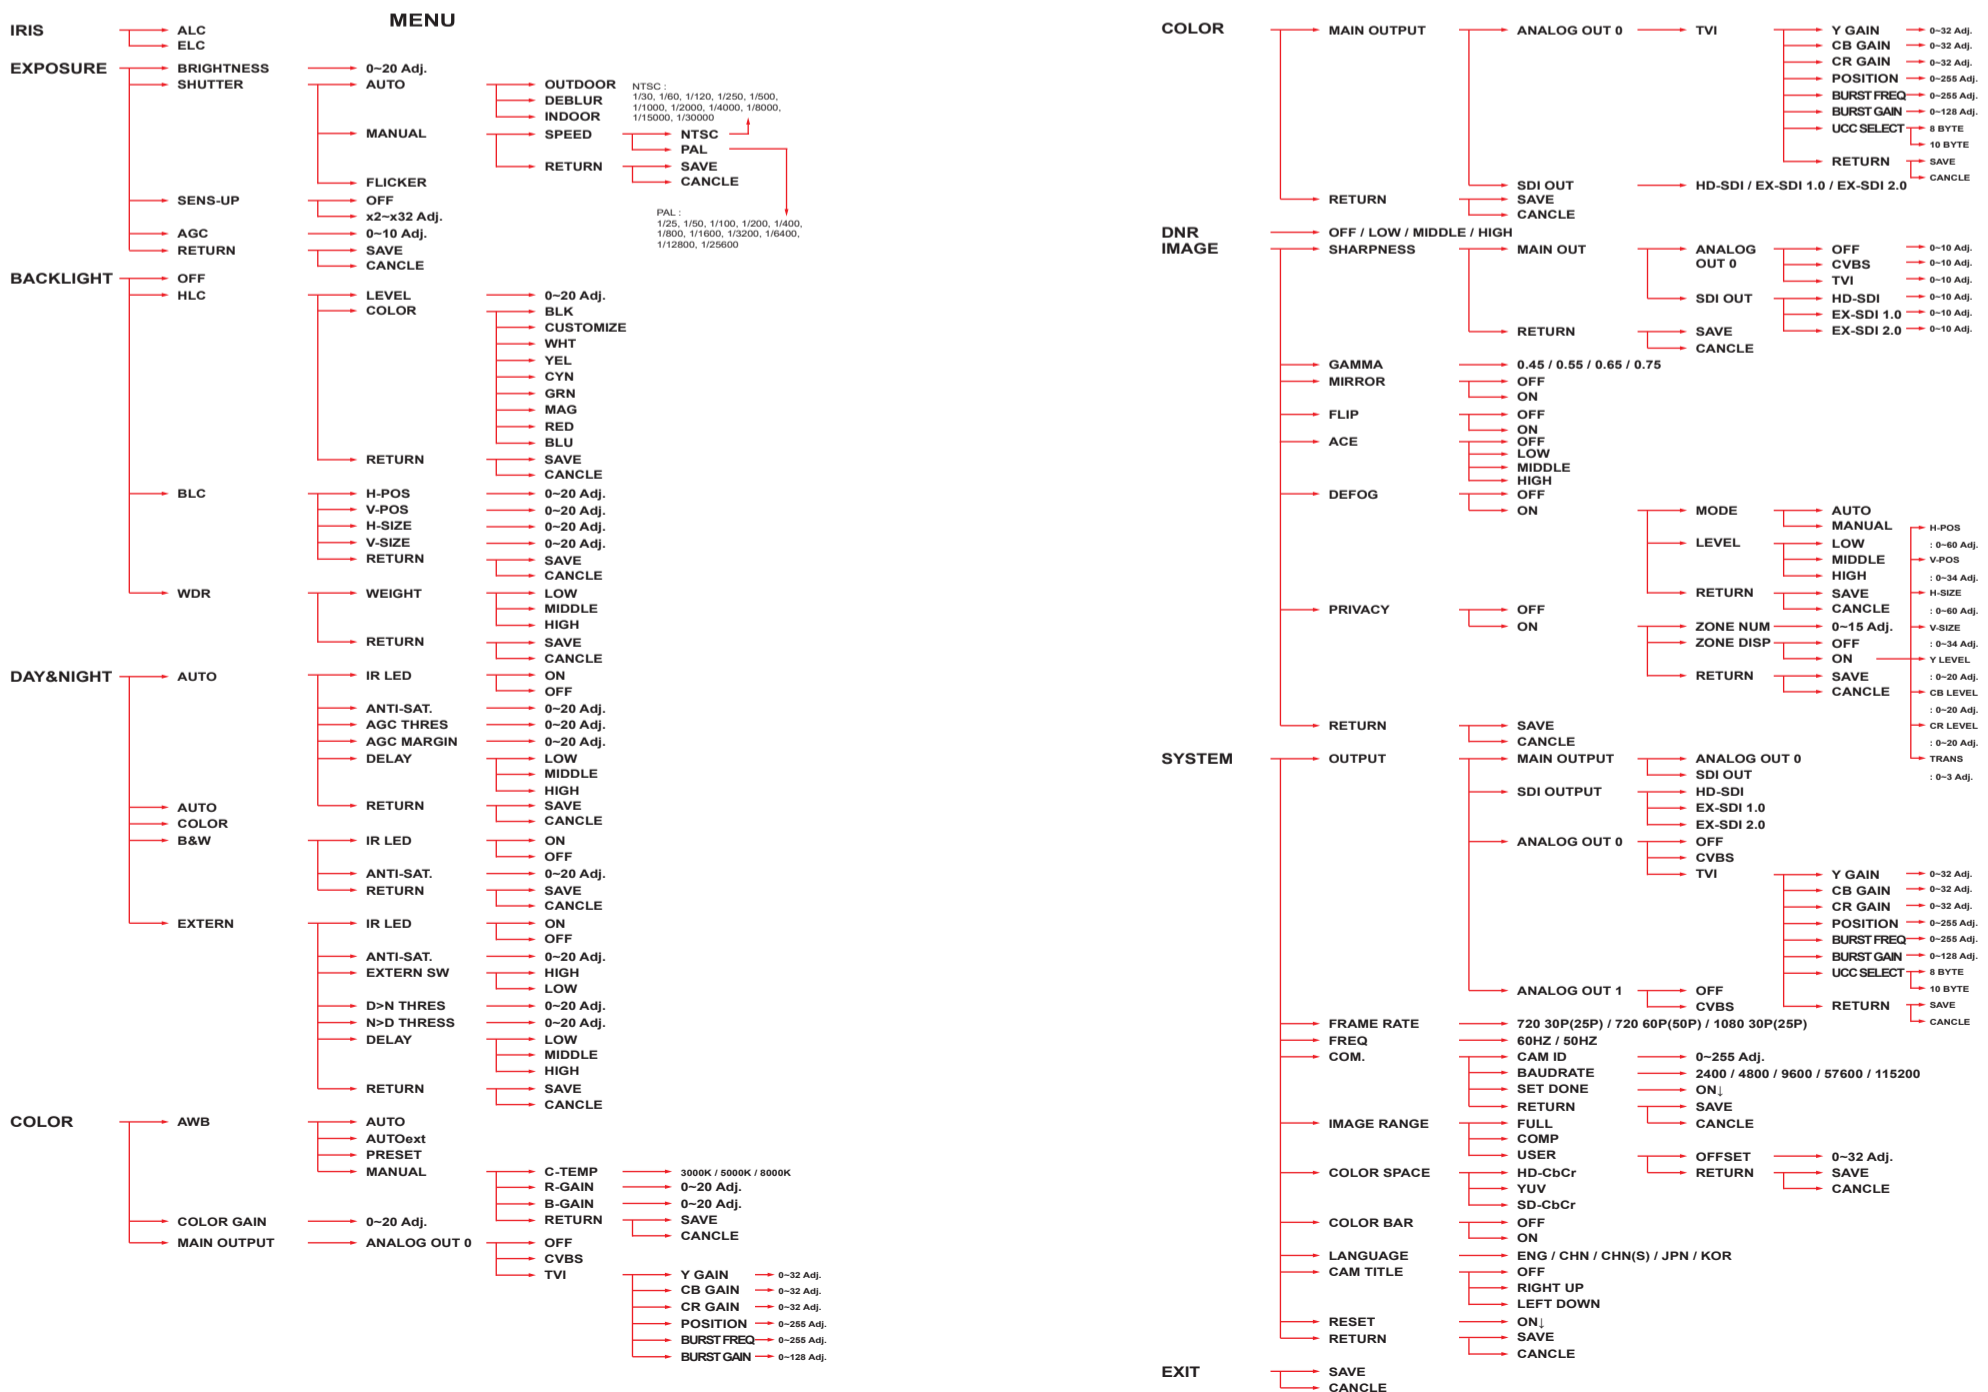 MENU
IRIS
ALC
ELC
EXPOSURE
BRIGHTNESS 0~20 Adj.
SHUTTER AUTO OUTDOOR
DEBLUR
INDOOR
NTSC :
1/30, 1/60, 1/120, 1/250, 1/500,
1/1000, 1/2000, 1/4000, 1/8000,
1/15000, 1/30000
MANUAL SPEED NTSC
PAL
RETURN SAVE
CANCLE
FLICKER
PAL :
1/25, 1/50, 1/100, 1/200, 1/400,
1/800, 1/1600, 1/3200, 1/6400,
1/12800, 1/25600
SENS-UP OFF
x2~x32 Adj.
AGC 0~10 Adj.
RETURN SAVE
CANCLE
BACKLIGHT OFF
HLC LEVEL 0~20 Adj.
COLOR BLK
CUSTOMIZE
WHT
YEL
CYN
GRN
MAG
RED
BLU
RETURN SAVE
CANCLE
BLC H-POS 0~20 Adj.
V-POS 0~20 Adj.
H-SIZE 0~20 Adj.
V-SIZE 0~20 Adj.
RETURN SAVE
CANCLE
WDR WEIGHT LOW
MIDDLE
HIGH
RETURN SAVE
CANCLE
DAY&NIGHT AUTO IR LED ON
OFF
ANTI-SAT. 0~20 Adj.
AGC THRES 0~20 Adj.
AGC MARGIN 0~20 Adj.
DELAY LOW
MIDDLE
HIGH
RETURN SAVE
CANCLE
AUTO
COLOR
B&W IR LED ON
OFF
ANTI-SAT. 0~20 Adj.
RETURN SAVE
CANCLE
EXTERN IR LED ON
OFF
ANTI-SAT. 0~20 Adj.
EXTERN SW HIGH
LOW
D>N THRES 0~20 Adj.
N>D THRESS 0~20 Adj.
DELAY LOW
MIDDLE
HIGH
RETURN SAVE
CANCLE
COLOR AWB AUTO
AUTOext
PRESET
MANUAL C-TEMP 3000K / 5000K / 8000K
R-GAIN 0~20 Adj.
B-GAIN 0~20 Adj.
RETURN SAVE
CANCLE
COLOR GAIN 0~20 Adj.
MAIN OUTPUT ANALOG OUT 0 OFF
CVBS
TVI Y GAIN 0~32 Adj.
CB GAIN 0~32 Adj.
CR GAIN 0~32 Adj.
POSITION 0~255 Adj.
BURST FREQ 0~255 Adj.
BURST GAIN 0~128 Adj.
COLOR MAIN OUTPUT ANALOG OUT 0 TVI Y GAIN 0~32 Adj.
CB GAIN 0~32 Adj.
CR GAIN 0~32 Adj.
POSITION 0~255 Adj.
BURST FREQ 0~255 Adj.
BURST GAIN 0~128 Adj.
UCC SELECT 8 BYTE
10 BYTE
RETURN SAVE
CANCLE
SDI OUT HD-SDI / EX-SDI 1.0 / EX-SDI 2.0
RETURN SAVE
CANCLE
DNR OFF / LOW / MIDDLE / HIGH
IMAGE SHARPNESS MAIN OUT ANALOG OUT 0 OFF 0~10 Adj.
CVBS 0~10 Adj.
TVI 0~10 Adj.
SDI OUT HD-SDI 0~10 Adj.
EX-SDI 1.0 0~10 Adj.
EX-SDI 2.0 0~10 Adj.
RETURN SAVE
CANCLE
GAMMA 0.45 / 0.55 / 0.65 / 0.75
MIRROR OFF
ON
FLIP OFF
ON
ACE OFF
LOW
MIDDLE
HIGH
DEFOG OFF
ON MODE AUTO
MANUAL
LEVEL LOW
MIDDLE
HIGH
RETURN SAVE
CANCLE
PRIVACY OFF
ON ZONE NUM 0~15 Adj.
ZONE DISP OFF
ON
H-POS
: 0~60 Adj.
V-POS
: 0~34 Adj.
H-SIZE
: 0~60 Adj.
V-SIZE
: 0~34 Adj.
Y LEVEL
: 0~20 Adj.
CB LEVEL
: 0~20 Adj.
CR LEVEL
: 0~20 Adj.
TRANS
: 0~3 Adj.
RETURN SAVE
CANCLE
RETURN SAVE
CANCLE
SYSTEM OUTPUT MAIN OUTPUT ANALOG OUT 0
SDI OUT
SDI OUTPUT HD-SDI
EX-SDI 1.0
EX-SDI 2.0
ANALOG OUT 0 OFF
CVBS
TVI Y GAIN 0~32 Adj.
CB GAIN 0~32 Adj.
CR GAIN 0~32 Adj.
POSITION 0~255 Adj.
BURST FREQ 0~255 Adj.
BURST GAIN 0~128 Adj.
UCC SELECT 8 BYTE
10 BYTE
RETURN SAVE
CANCLE
ANALOG OUT 1 OFF
CVBS
FRAME RATE 720 30P(25P) / 720 60P(50P) / 1080 30P(25P)
FREQ 60HZ / 50HZ
COM. CAM ID 0~255 Adj.
BAUDRATE 2400 / 4800 / 9600 / 57600 / 115200
SET DONE ON↓
RETURN SAVE
CANCLE
IMAGE RANGE FULL
COMP
USER OFFSET 0~32 Adj.
RETURN SAVE
CANCLE
COLOR SPACE HD-CbCr
YUV
SD-CbCr
COLOR BAR OFF
ON
LANGUAGE ENG / CHN / CHN(S) / JPN / KOR
CAM TITLE OFF
RIGHT UP
LEFT DOWN
RESET ON↓
RETURN SAVE
CANCLE
EXIT SAVE
CANCLE